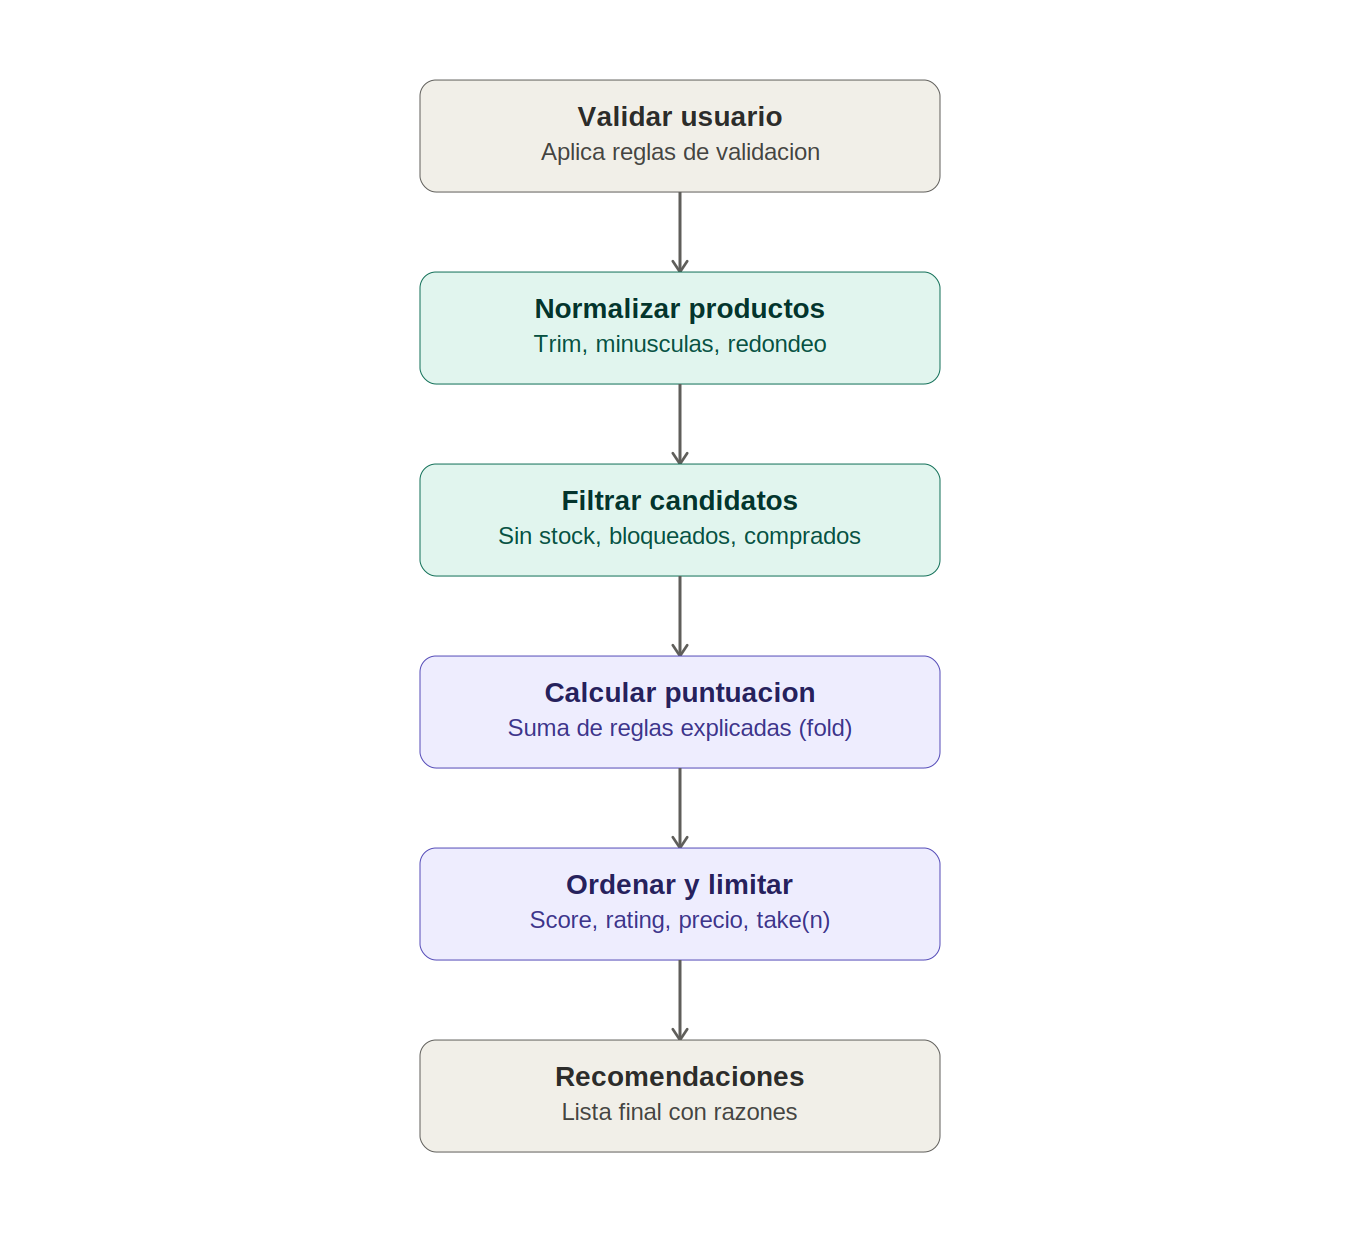 Validar usuario
Aplica reglas de validacion
Normalizar productos
Trim, minusculas, redondeo
Filtrar candidatos
Sin stock, bloqueados, comprados
Calcular puntuacion
Suma de reglas explicadas (fold)
Ordenar y limitar
Score, rating, precio, take(n)
Recomendaciones
Lista final con razones